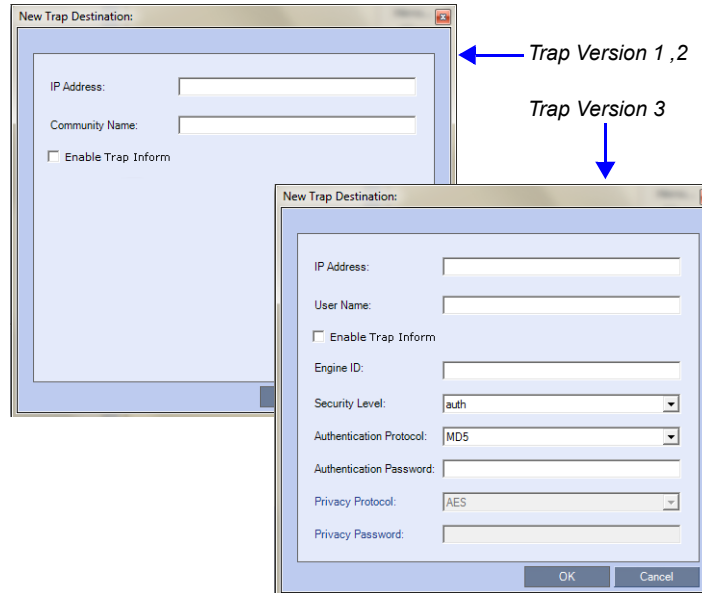 New Trap Destination:
Trap Version 1 ,2
IP Address:
Community Name:
Trap Version 3
Enable Trap Inform
New Trap Destination:
IP Address:
User Name:
Enable Trap Inform
Engine ID:
Security Level: auth
Authentication Protocol: MD5
Authentication Password:
Privacy Protocol: AES
Privacy Password:
OK Cancel